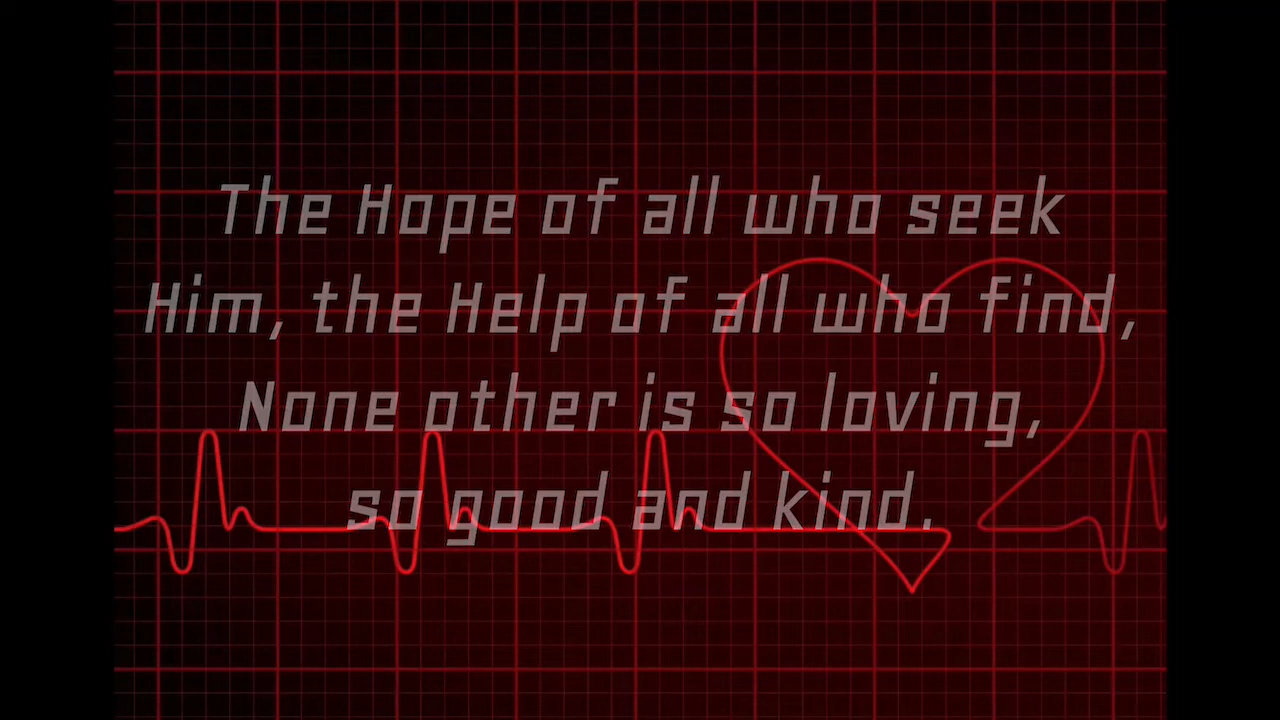 The Hope of all who seek
Him, the Help of all who find,
None other is so loving,
so good and kind.